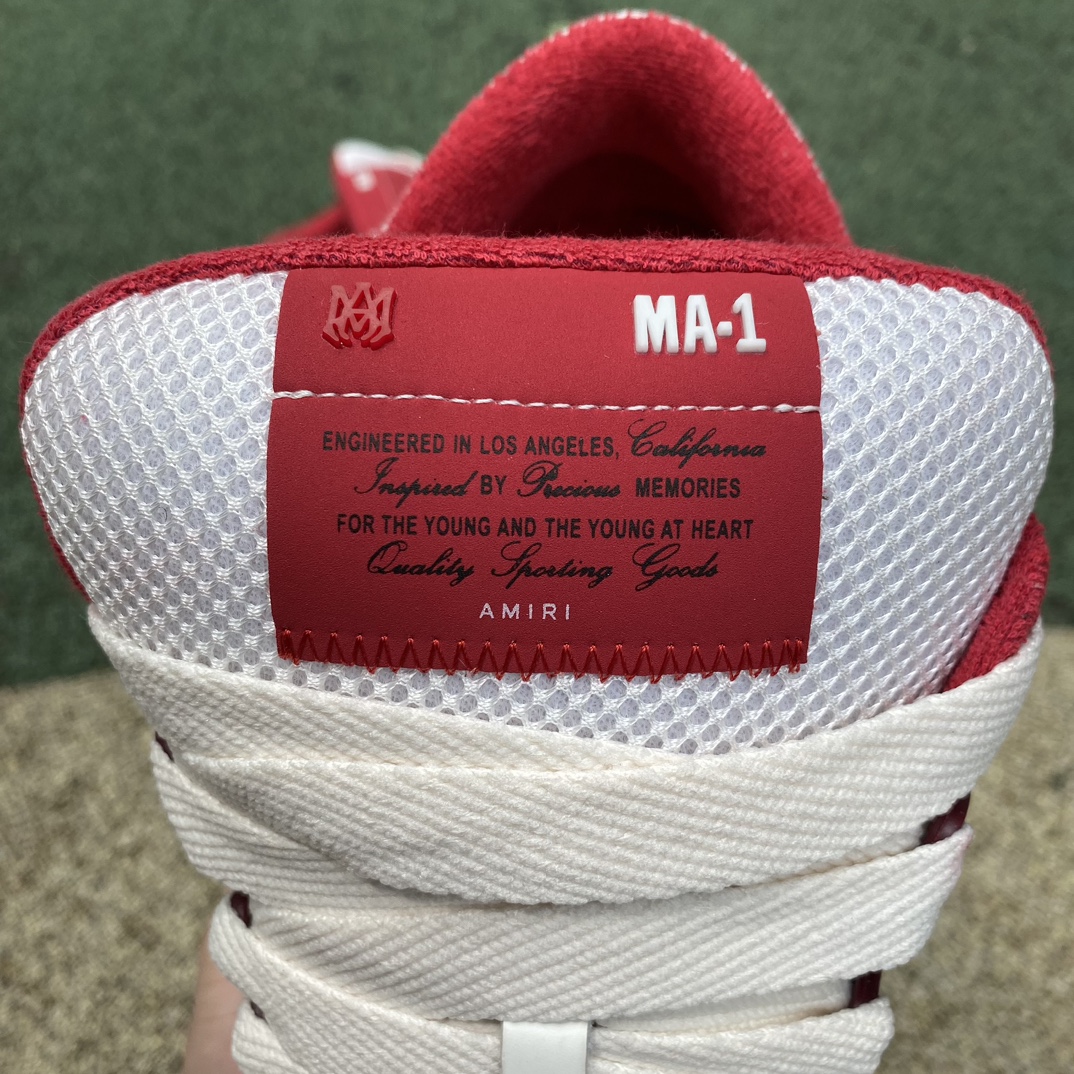 MA-1
ENGINEERED IN LOS ANGELES, California
Inspired BY Precious MEMORIES
FOR THE YOUNG AND THE YOUNG AT HEART
Quality Sporting Goods
AMIRI